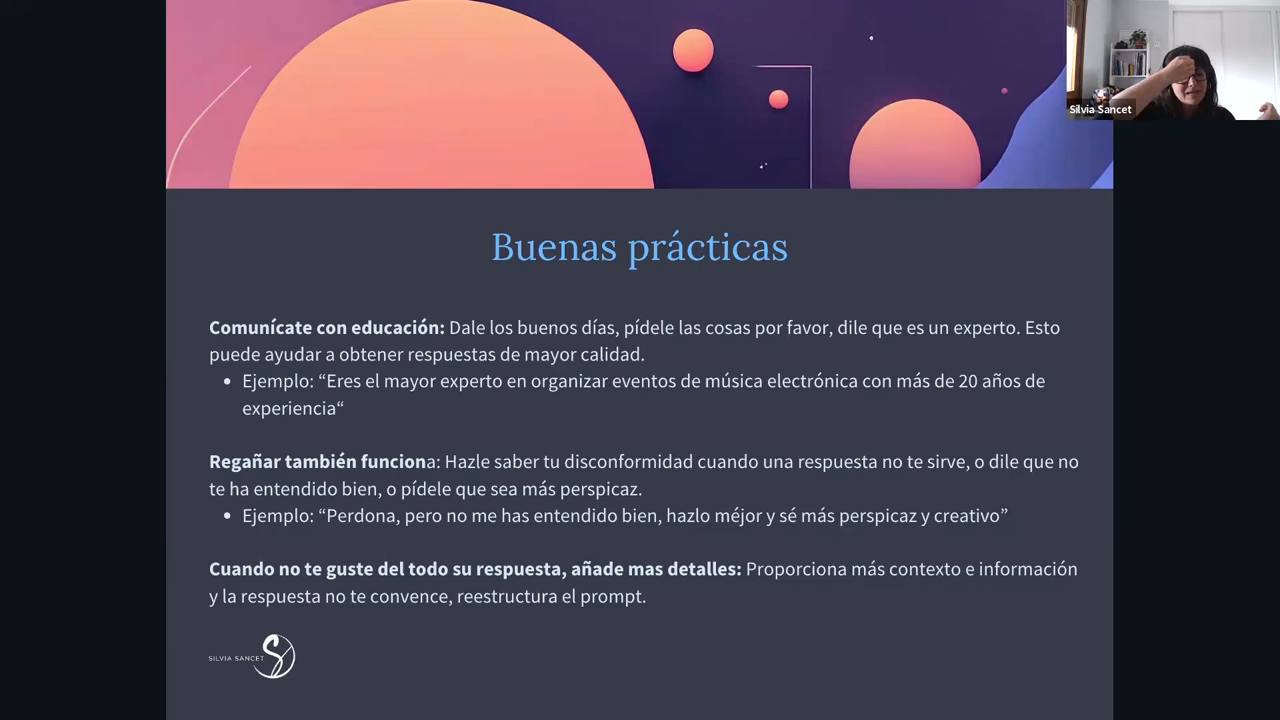 Silvia Sancet
Buenas prácticas
Comunícate con educación: Dale los buenos días, pídele las cosas por favor, dile que es un experto. Esto
puede ayudar a obtener respuestas de mayor calidad.
• Ejemplo: “Eres el mayor experto en organizar eventos de música electrónica con más de 20 años de
experiencia“
Regañar también funciona: Hazle saber tu disconformidad cuando una respuesta no te sirve, o dile que no
te ha entendido bien, o pídele que sea más perspicaz.
• Ejemplo: “Perdona, pero no me has entendido bien, hazlo méjor y sé más perspicaz y creativo”
Cuando no te guste del todo su respuesta, añade mas detalles: Proporciona más contexto e información
y la respuesta no te convence, reestructura el prompt.
SILVIA SANCET